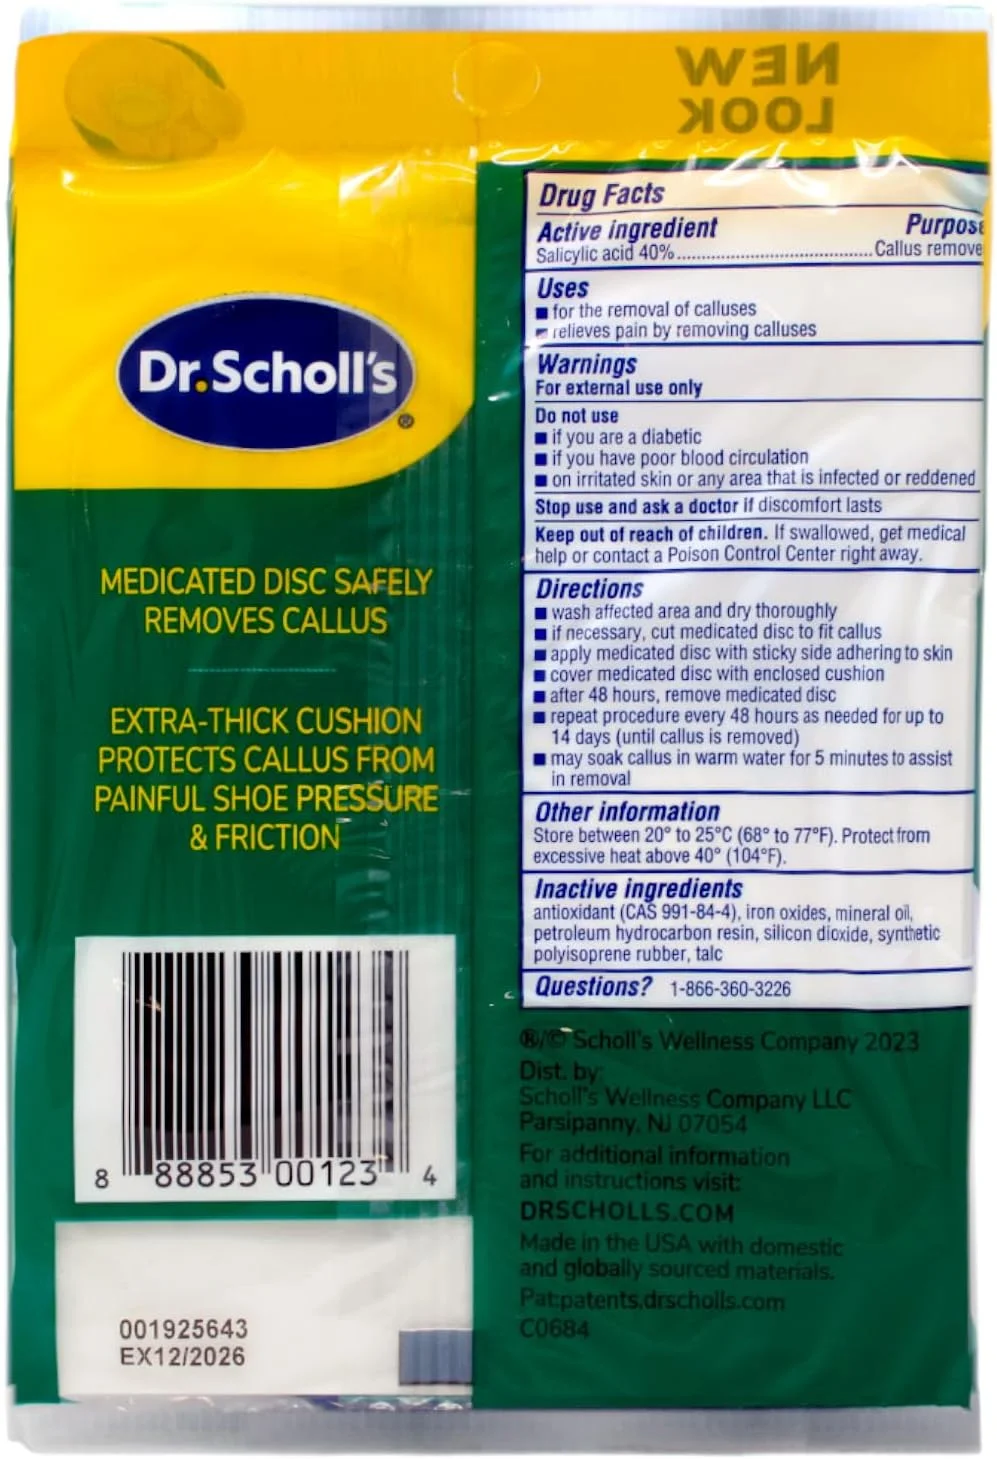 NEW
LOOK
Dr.Scholl's®
MEDICATED DISC SAFELY
REMOVES CALLUS
EXTRA-THICK CUSHION
PROTECTS CALLUS FROM
PAINFUL SHOE PRESSURE
& FRICTION
8 88853 00123 4
001925643
EX12/2026
Drug Facts
Active ingredient Purpose
Salicylic acid 40%..........................................Callus remove
Uses
■ for the removal of calluses
■ relieves pain by removing calluses
Warnings
For external use only
Do not use
■ if you are a diabetic
■ if you have poor blood circulation
■ on irritated skin or any area that is infected or reddened
Stop use and ask a doctor if discomfort lasts
Keep out of reach of children. If swallowed, get medical
help or contact a Poison Control Center right away.
Directions
■ wash affected area and dry thoroughly
■ if necessary, cut medicated disc to fit callus
■ apply medicated disc with sticky side adhering to skin
■ cover medicated disc with enclosed cushion
■ after 48 hours, remove medicated disc
■ repeat procedure every 48 hours as needed for up to
14 days (until callus is removed)
■ may soak callus in warm water for 5 minutes to assist
in removal
Other information
Store between 20° to 25°C (68° to 77°F). Protect from
excessive heat above 40° (104°F).
Inactive ingredients
antioxidant (CAS 991-84-4), iron oxides, mineral oil,
petroleum hydrocarbon resin, silicon dioxide, synthetic
polyisoprene rubber, talc
Questions? 1-866-360-3226
®/© Scholl's Wellness Company 2023
Dist. by:
Scholl's Wellness Company LLC
Parsippany, NJ 07054
For additional information
and instructions visit:
DRSCHOLLS.COM
Made in the USA with domestic
and globally sourced materials.
Pat:patents.drscholls.com
C0684